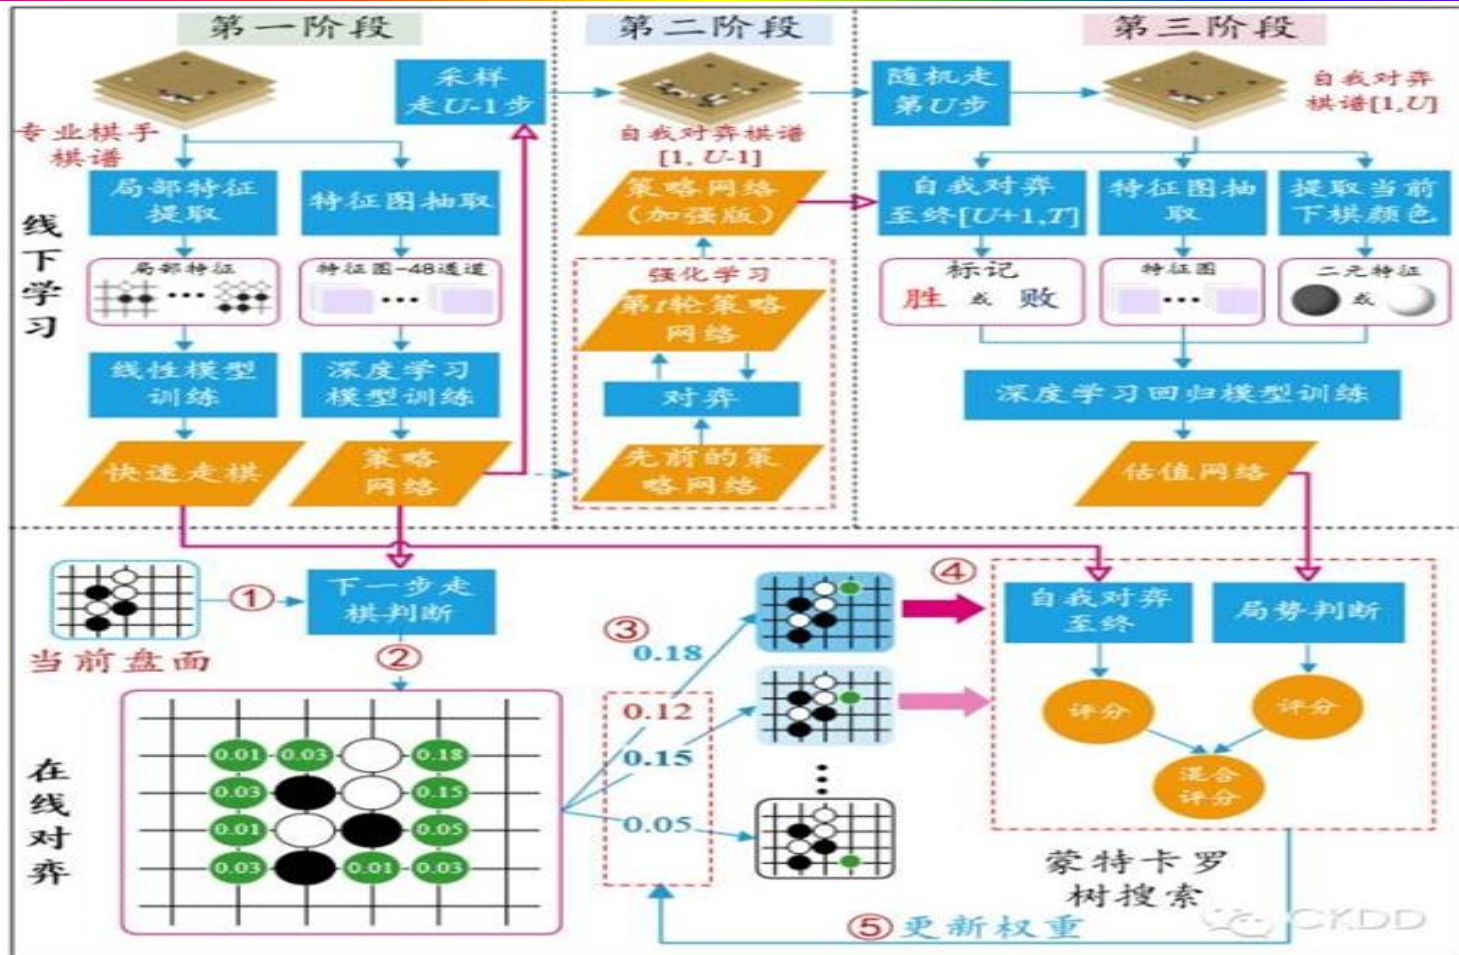 第一阶段
第二阶段
第三阶段
专业棋手
棋谱
采样
走U-1步
自我对弈棋谱
[1, U-1]
随机走
第U步
自我对弈
棋谱[1,U]
线下学习
局部特征
提取
特征图抽取
局部特征
特征图-48通道
线性模型
训练
深度学习
模型训练
快速走棋
策略
网络
策略网络
（加强版）
强化学习
第t轮策略
网络
对弈
先前的策
略网络
自我对弈
至终[U+1,T]
特征图抽
取
提取当前
下棋颜色
标记
胜 或 败
特征图
二元特征
或
深度学习回归模型训练
估值网络
在线对弈
当前盘面
①
下一步走
棋判断
②
0.01 0.03 0.18
0.03 0.15
0.01 0.05
0.03 0.01 0.03
③
0.18
0.12
0.15
0.05
④
自我对弈
至终
局势判断
评分
评分
混合
评分
蒙特卡罗
树搜索
⑤更新权重
CKDD